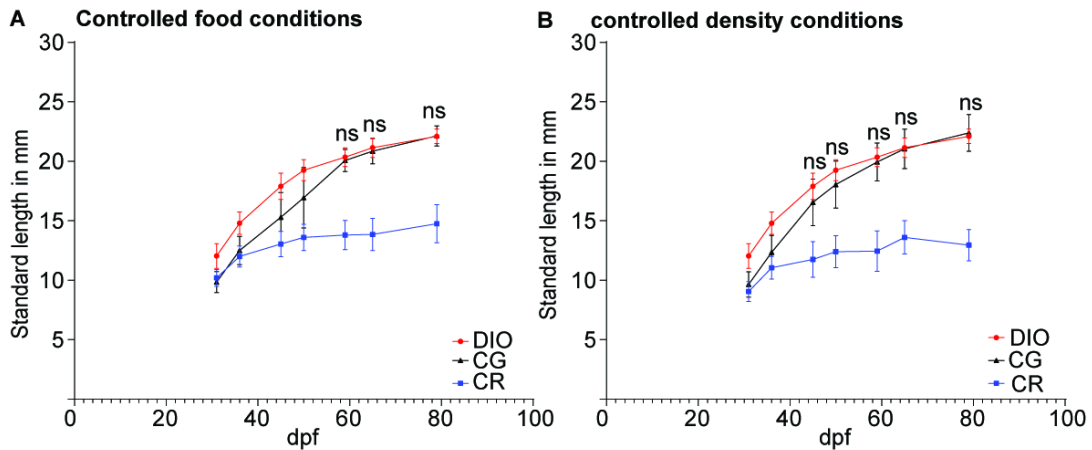 A Controlled food conditions
30
25
20
15
10
5
0 20 40 60 80 100
Standard length in mm
dpf
ns ns ns
DIO
CG
CR
B controlled density conditions
30
25
20
15
10
5
0 20 40 60 80 100
Standard length in mm
dpf
ns ns ns ns ns
DIO
CG
CR